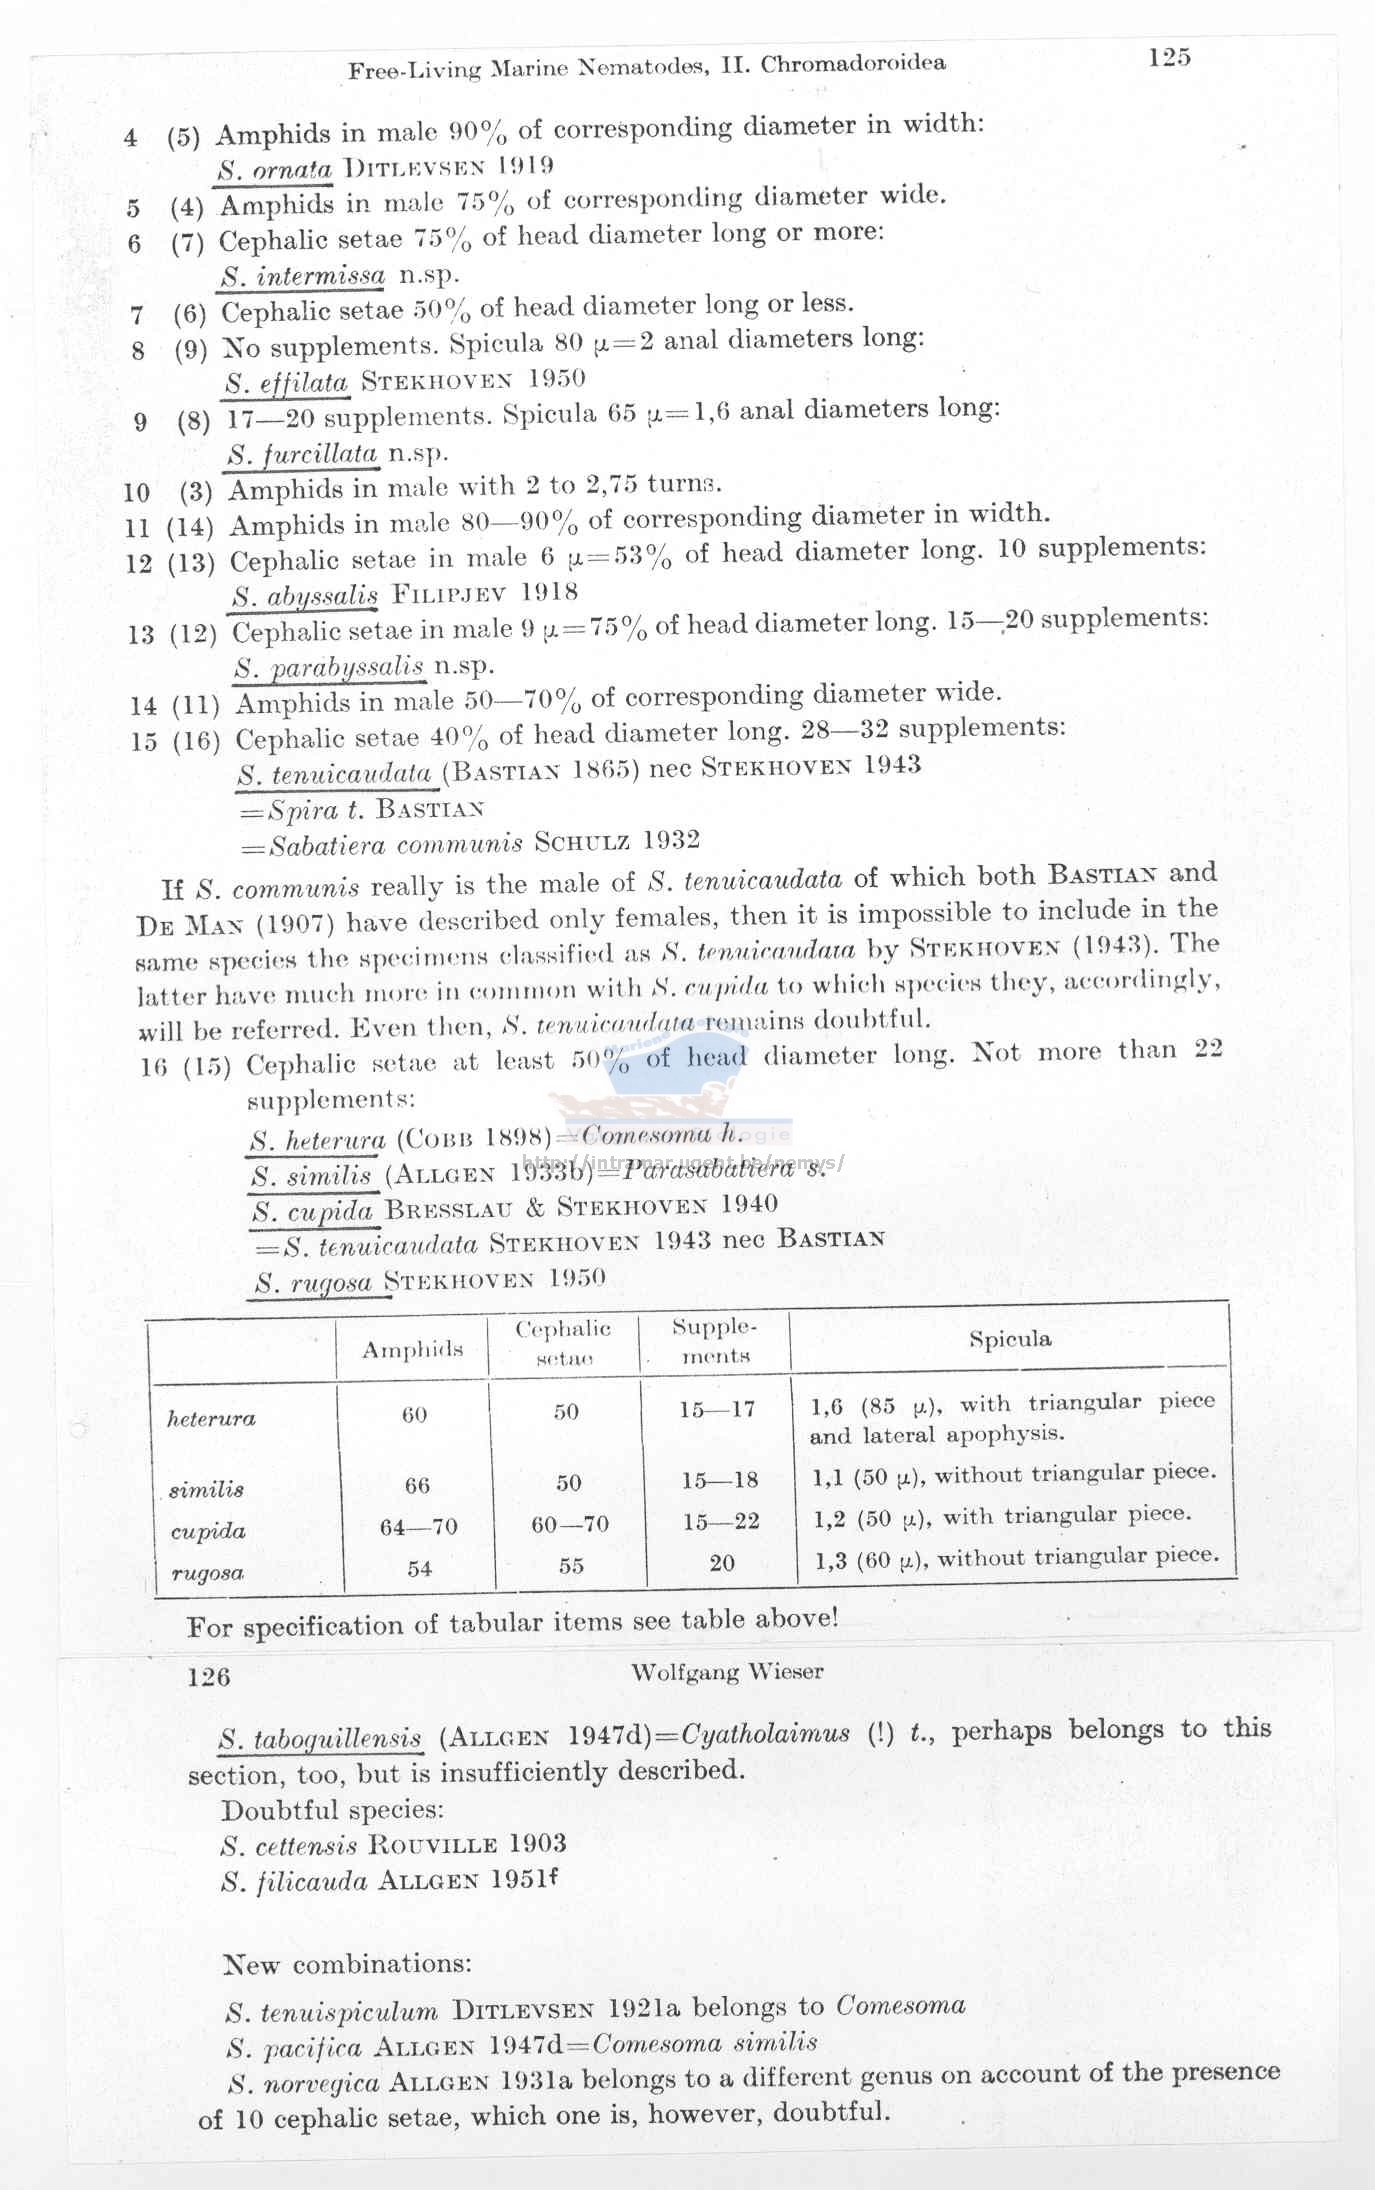 Free-Living Marine Nematodes, II. Chromadoroidea 125
4 (5) Amphids in male 90% of corresponding diameter in width:
S. ornata DITLEVSEN 1919
5 (4) Amphids in male 75% of corresponding diameter wide.
6 (7) Cephalic setae 75% of head diameter long or more:
S. intermissa n.sp.
7 (6) Cephalic setae 50% of head diameter long or less.
8 (9) No supplements. Spicula 80 μ=2 anal diameters long:
S. effilata STEKHOVEN 1950
9 (8) 17—20 supplements. Spicula 65 μ=1,6 anal diameters long:
S. furcillata n.sp.
10 (3) Amphids in male with 2 to 2,75 turns.
11 (14) Amphids in male 80—90% of corresponding diameter in width.
12 (13) Cephalic setae in male 6 μ=53% of head diameter long. 10 supplements:
S. abyssalis FILIPJEV 1918
13 (12) Cephalic setae in male 9 μ=75% of head diameter long. 15—20 supplements:
S. parabyssalis n.sp.
14 (11) Amphids in male 50—70% of corresponding diameter wide.
15 (16) Cephalic setae 40% of head diameter long. 28—32 supplements:
S. tenuicaudata (BASTIAN 1865) nec STEKHOVEN 1943
=Spira t. BASTIAN
=Sabatiera communis SCHULZ 1932
If S. communis really is the male of S. tenuicaudata of which both BASTIAN and
DE MAN (1907) have described only females, then it is impossible to include in the
same species the specimens classified as S. tenuicaudata by STEKHOVEN (1943). The
latter have much more in common with S. cupida to which species they, accordingly,
will be referred. Even then, S. tenuicaudata remains doubtful.
16 (15) Cephalic setae at least 50% of head diameter long. Not more than 22
supplements:
S. heterura (COBB 1898)=Comesoma h.
http://intramar.ugent.be/nemys/
S. similis (ALLGEN 1933b)=Parasabatiera s.
S. cupida BRESSLAU & STEKHOVEN 1940
=S. tenuicaudata STEKHOVEN 1943 nec BASTIAN
S. rugosa STEKHOVEN 1950
Amphids Cephalic setae Supple-ments Spicula
heterura 60 50 15—17 1,6 (85 μ), with triangular piece
and lateral apophysis.
similis 66 50 15—18 1,1 (50 μ), without triangular piece.
cupida 64—70 60—70 15—22 1,2 (50 μ), with triangular piece.
rugosa 54 55 20 1,3 (60 μ), without triangular piece.
For specification of tabular items see table above!
126 Wolfgang Wieser
S. taboguillensis (ALLGEN 1947d)=Cyatholaimus (!) t., perhaps belongs to this
section, too, but is insufficiently described.
Doubtful species:
S. cettensis ROUVILLE 1903
S. filicauda ALLGEN 1951f
New combinations:
S. tenuispiculum DITLEVSEN 1921a belongs to Comesoma
S. pacifica ALLGEN 1947d=Comesoma similis
S. norvegica ALLGEN 1931a belongs to a different genus on account of the presence
of 10 cephalic setae, which one is, however, doubtful.